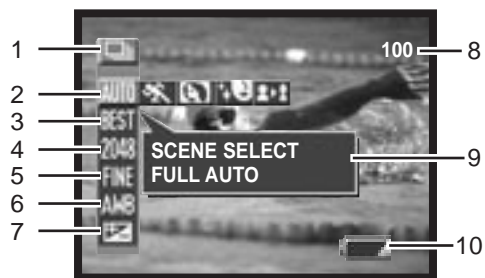 1
100 8
2 AUTO
3 BEST
4 2048
SCENE SELECT
FULL AUTO
9
5 FINE
6 AWB
7
10